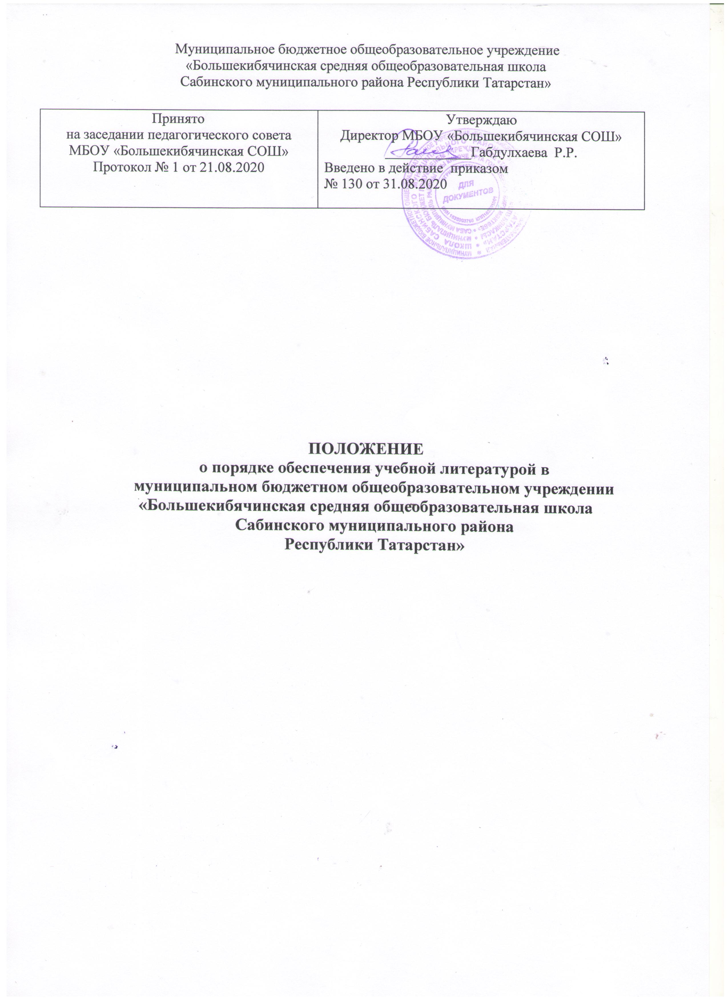 Муниципальное бюджетное общеобразовательное учреждение
«Большекибячинская средняя общеобразовательная школа
Сабинского муниципального района Республики Татарстан»
Принято
на заседании педагогического совета
МБОУ «Большекибячинская СОШ»
Протокол № 1 от 21.08.2020
Утверждаю
Директор МБОУ «Большекибячинская СОШ»
Габдулхаева Р.Р.
Введено в действие приказом
№ 130 от 31.08.2020
ДЛЯ
ДОКУМЕНТОВ
ПОЛОЖЕНИЕ
о порядке обеспечения учебной литературой в
муниципальном бюджетном общеобразовательном учреждении
«Большекибячинская средняя общеобразовательная школа
Сабинского муниципального района
Республики Татарстан»